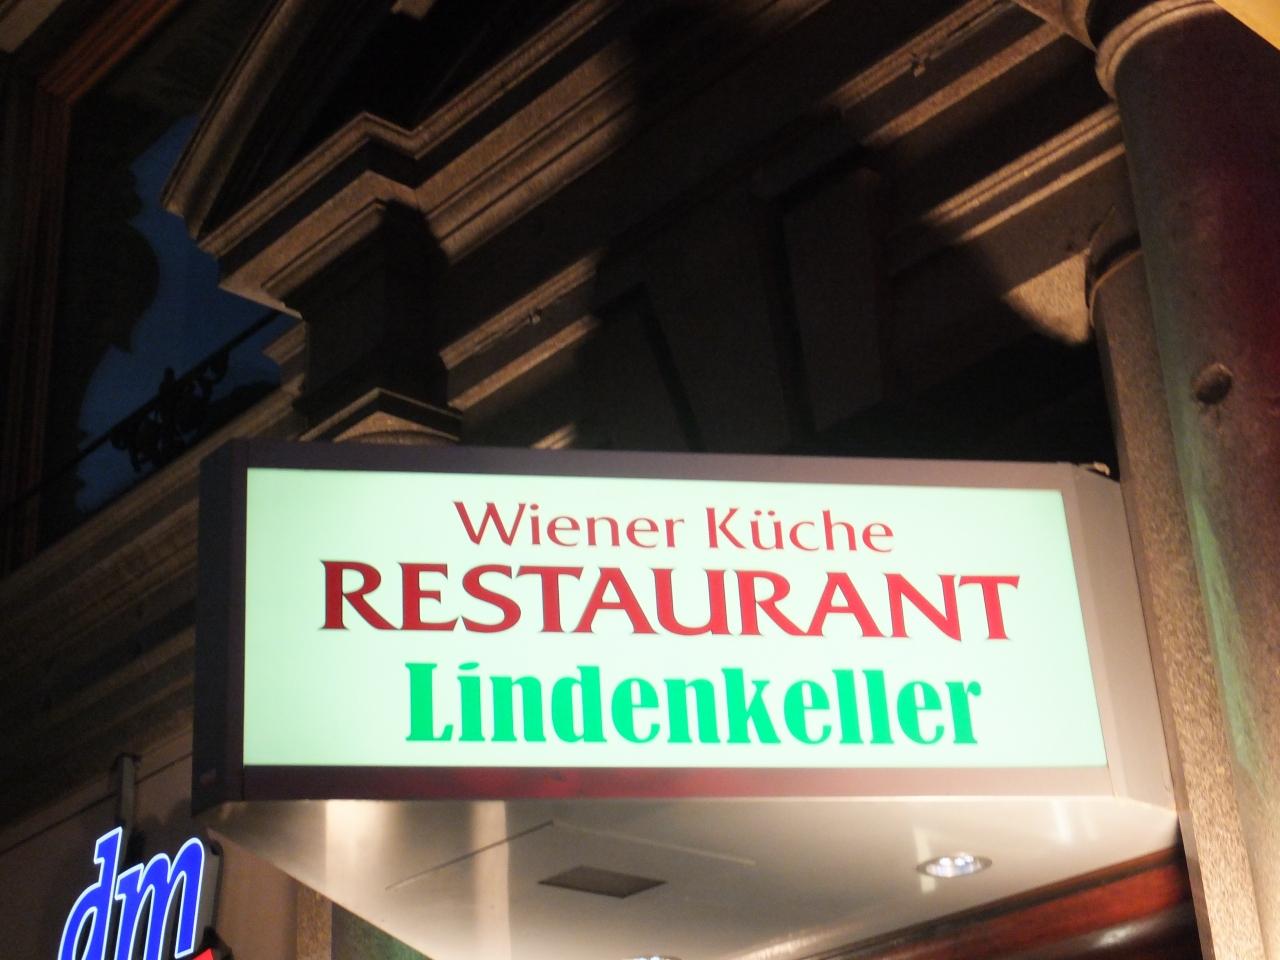 Wiener Küche
RESTAURANT
Lindenkeller
dm